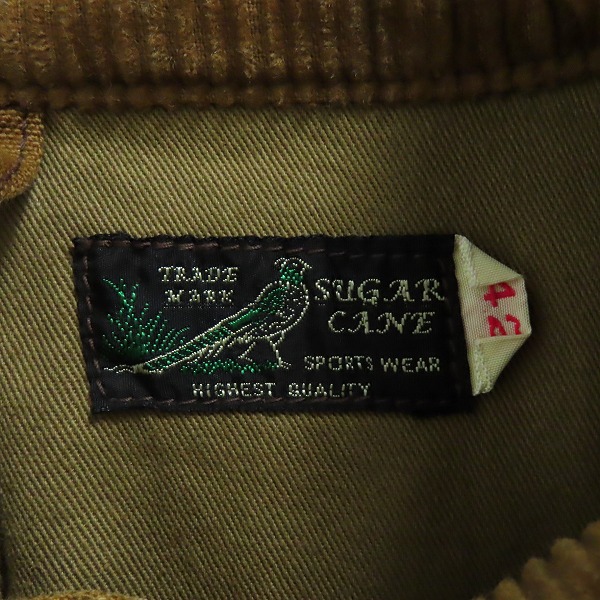 TRADE
MARK
SUGAR
CANE
SPORTS WEAR
HIGHEST QUALITY
42